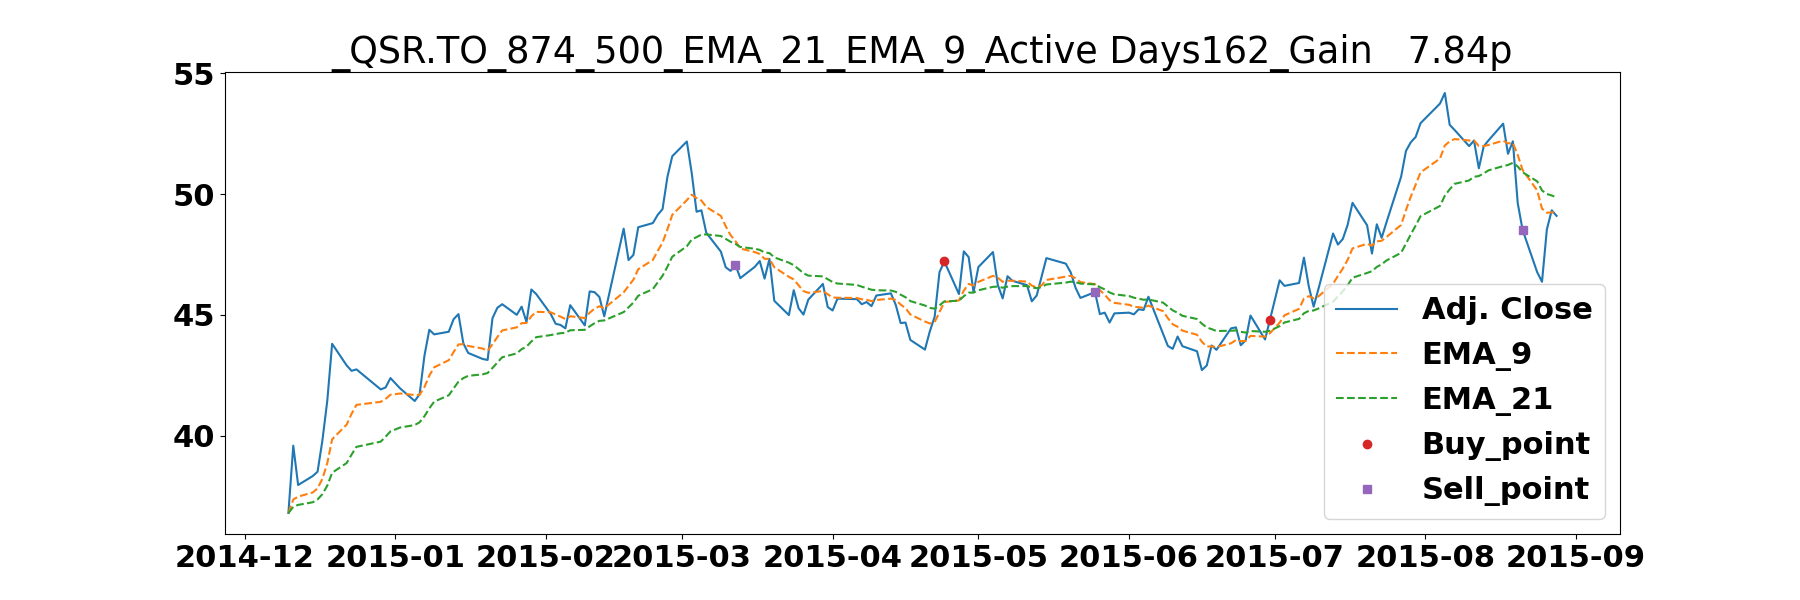 _QSR.TO_874_500_EMA_21_EMA_9_Active Days162_Gain   7.84p
55
50
45
40
2014-12 2015-01 2015-02 2015-03 2015-04 2015-05 2015-06 2015-07 2015-08 2015-09
Adj. Close
EMA_9
EMA_21
Buy_point
Sell_point